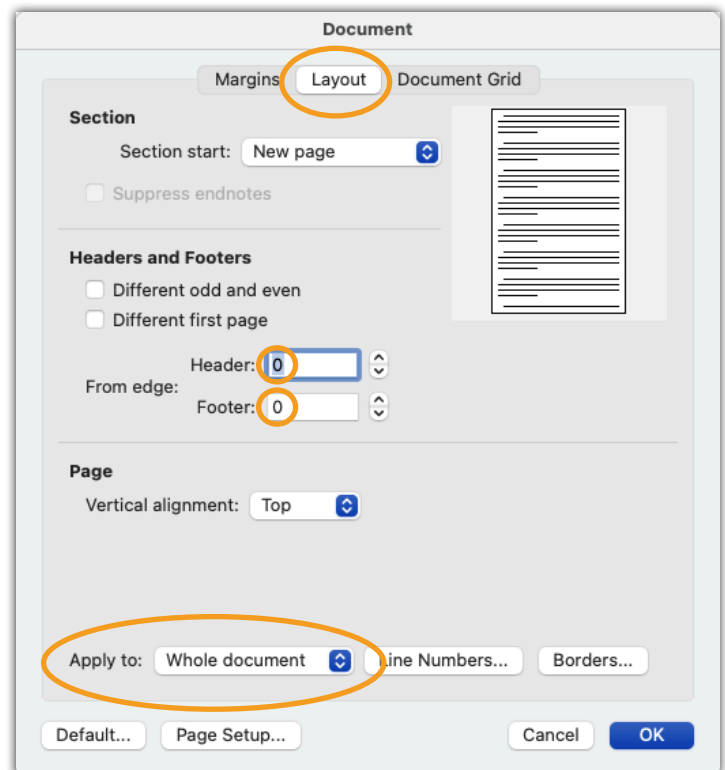 Document
Margins Layout Document Grid
Section
Section start: New page
Suppress endnotes
Headers and Footers
Different odd and even
Different first page
Header: 0
From edge:
Footer: 0
Page
Vertical alignment: Top
Apply to: Whole document Line Numbers... Borders...
Default... Page Setup... Cancel OK